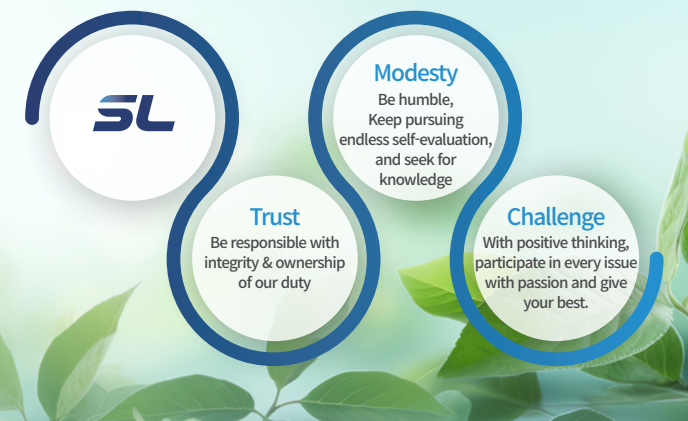 SL
Trust
Be responsible with
integrity & ownership
of our duty
Modesty
Be humble,
Keep pursuing
endless self-evaluation,
and seek for
knowledge
Challenge
With positive thinking,
participate in every issue
with passion and give
your best.